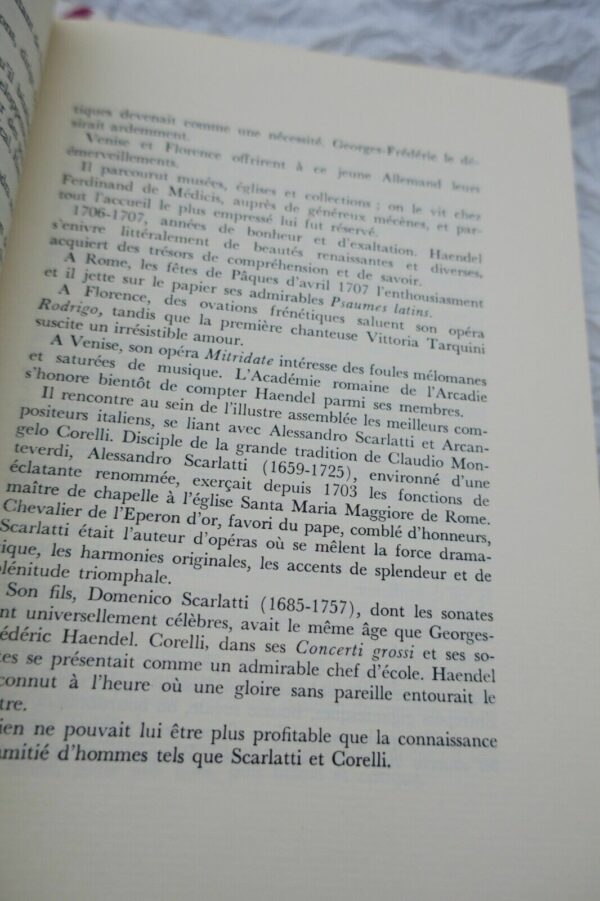 tiques devenait comme une nécessité. Georges-Frédéric le dé-
sirait ardemment.
Venise et Florence offrirent à ce jeune Allemand leurs
émerveillements.
Il parcourut musées, églises et collections ; on le vit chez
Ferdinand de Médicis, auprès de généreux mécènes, et par-
tout l'accueil le plus empressé lui fut réservé.
1706-1707, années de bonheur et d'exaltation. Haendel
s'enivre littéralement de beautés renaissantes et diverses,
acquiert des trésors de compréhension et de savoir.
A Rome, les fêtes de Pâques d'avril 1707 l'enthousiasment
et il jette sur le papier ses admirables Psaumes latins.
A Florence, des ovations frénétiques saluent son opéra
Rodrigo, tandis que la première chanteuse Vittoria Tarquini
suscite un irrésistible amour.
A Venise, son opéra Mitridate intéresse des foules mélomanes
et saturées de musique. L'Académie romaine de l'Arcadie
s'honore bientôt de compter Haendel parmi ses membres.
Il rencontre au sein de l'illustre assemblée les meilleurs com-
positeurs italiens, se liant avec Alessandro Scarlatti et Arcan-
gelo Corelli. Disciple de la grande tradition de Claudio Mon-
teverdi, Alessandro Scarlatti (1659-1725), environné d'une
éclatante renommée, exerçait depuis 1703 les fonctions de
maître de chapelle à l'église Santa Maria Maggiore de Rome.
Chevalier de l'Eperon d'or, favori du pape, comblé d'honneurs,
Scarlatti était l'auteur d'opéras où se mêlent la force drama-
tique, les harmonies originales, les accents de splendeur et de
plénitude triomphale.
Son fils, Domenico Scarlatti (1685-1757), dont les sonates
nt universellement célèbres, avait le même âge que Georges-
édéric Haendel. Corelli, dans ses Concerti grossi et ses so-
tes se présentait comme un admirable chef d'école. Haendel
connut à l'heure où une gloire sans pareille entourait le
tre.
ien ne pouvait lui être plus profitable que la connaissance
amitié d'hommes tels que Scarlatti et Corelli.